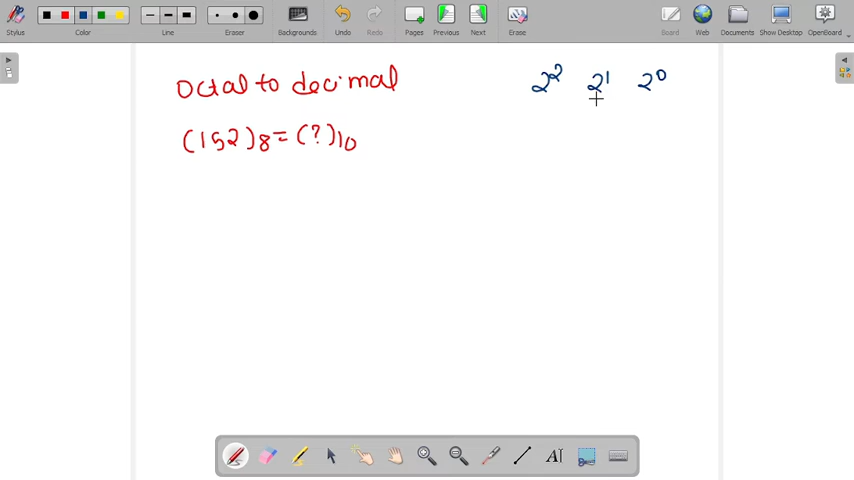 Stylus Color Line Eraser Backgrounds Undo Redo Pages Previous Next Erase Board Web Documents Show Desktop OpenBoard
Octal to decimal
2² 2¹ 2⁰
(152)₈=(?)₁₀